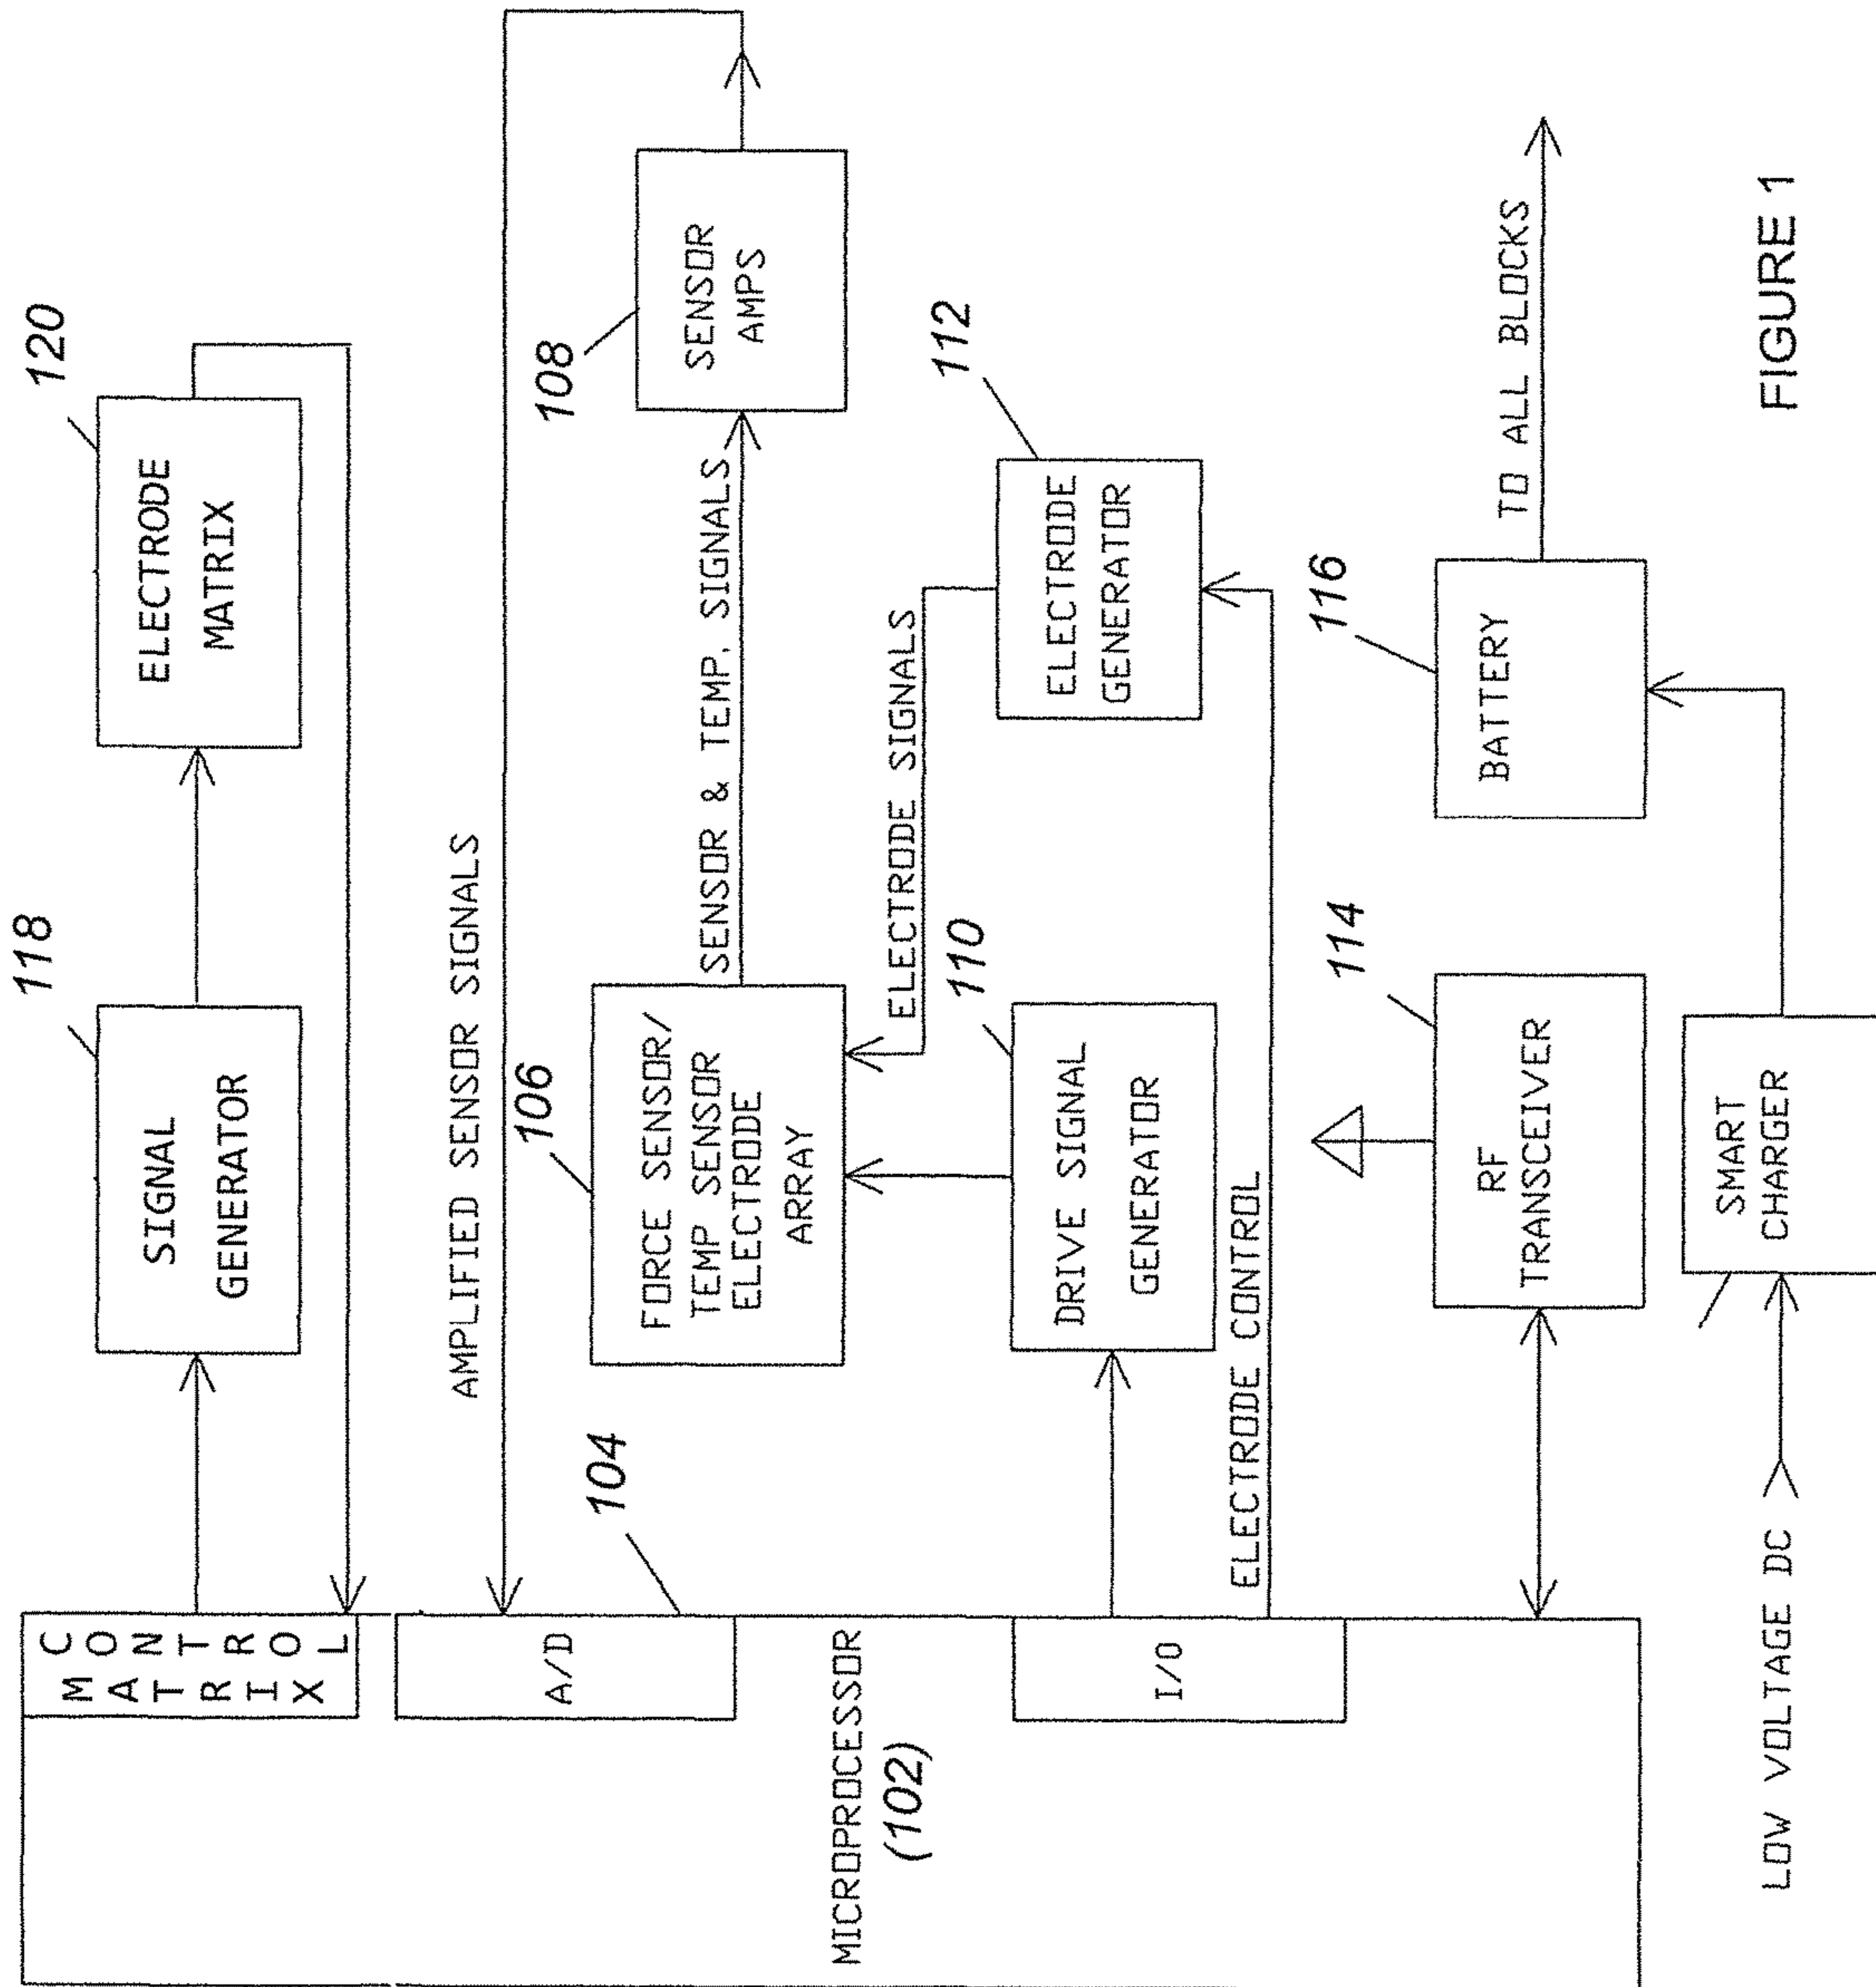 118
120
MATRIX
CONTROL
SIGNAL
GENERATOR
ELECTRODE
MATRIX
AMPLIFIED SENSOR SIGNALS
A/D
104
106
108
FORCE SENSOR/
TEMP SENSOR
ELECTRODE
ARRAY
SENSOR & TEMP. SIGNALS
SENSOR
AMPS
MICROPROCESSOR
(102)
ELECTRODE SIGNALS
110
112
I/O
DRIVE SIGNAL
GENERATOR
ELECTRODE
GENERATOR
ELECTRODE CONTROL
114
116
RF
TRANSCEIVER
BATTERY
TO ALL BLOCKS
SMART
CHARGER
LOW VOLTAGE DC
FIGURE 1